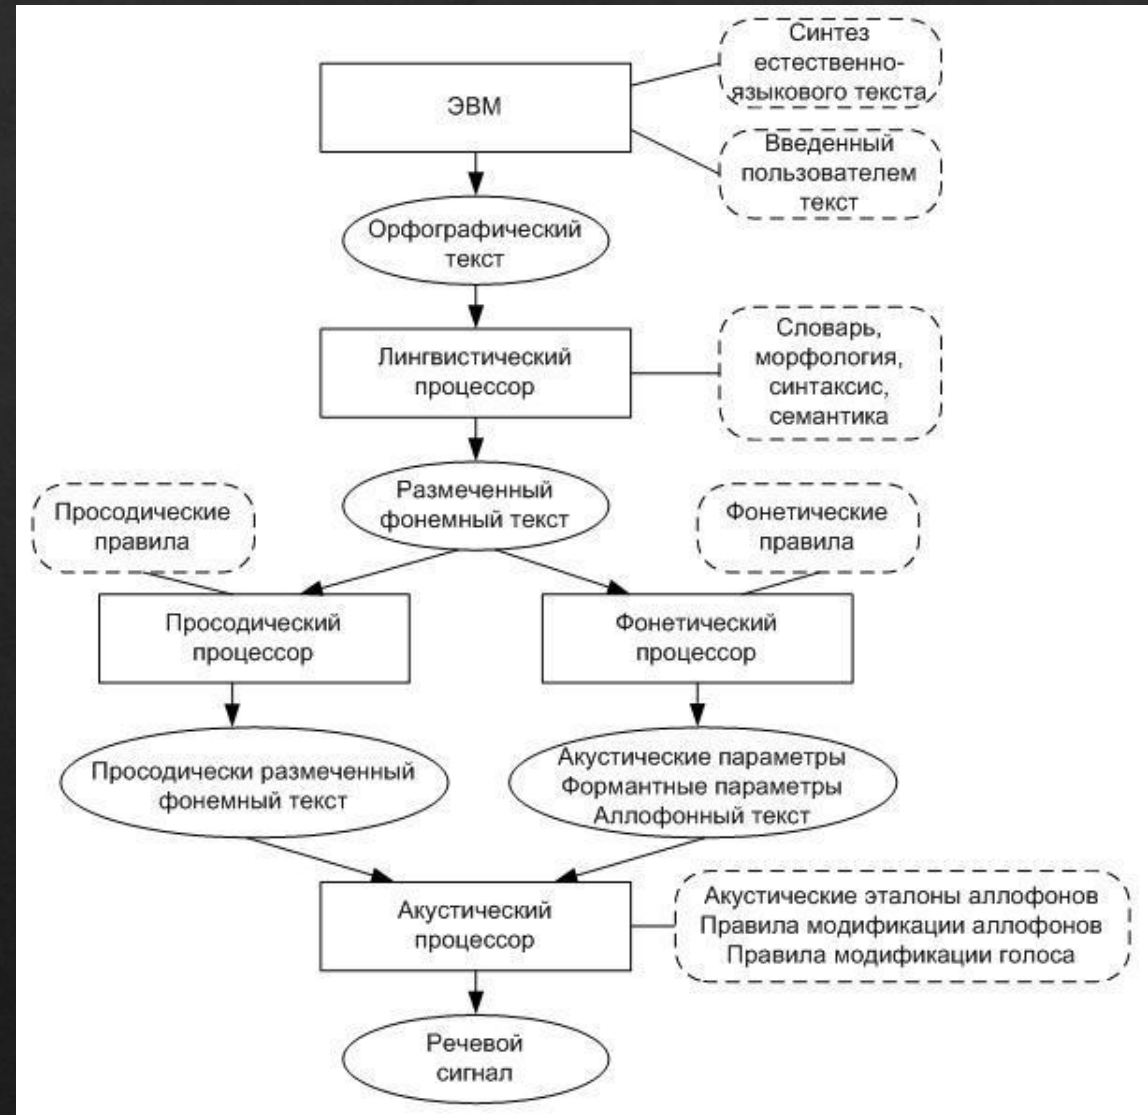 Синтез
естественно-
языкового текста
ЭВМ
Введенный
пользователем
текст
Орфографический
текст
Лингвистический
процессор
Словарь,
морфология,
синтаксис,
семантика
Размеченный
фонемный текст
Просодические
правила
Фонетические
правила
Просодический
процессор
Фонетический
процессор
Просодически размеченный
фонемный текст
Акустические параметры
Формантные параметры
Аллофонный текст
Акустический
процессор
Акустические эталоны аллофонов
Правила модификации аллофонов
Правила модификации голоса
Речевой
сигнал